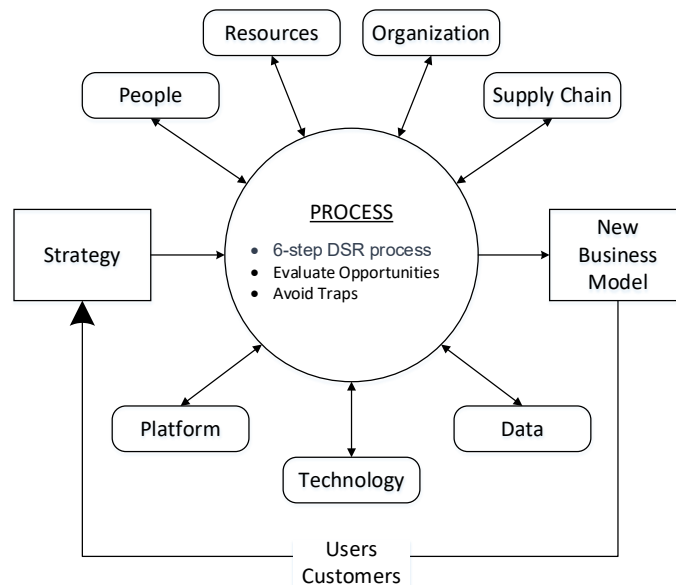 Resources
Organization
People
Supply Chain
Strategy
PROCESS
• 6-step DSR process
• Evaluate Opportunities
• Avoid Traps
New
Business
Model
Platform
Technology
Data
Users
Customers